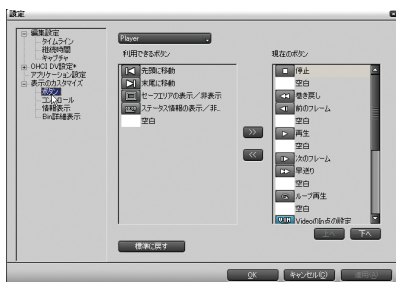 設定
編集設定
タイムライン
継続時間
キャプチャ
OHCI DV設定*
アプリケーション設定
表示のカスタマイズ
ボタン
コントロール
情報表示
Bin詳細表示
Player
利用できるボタン
先頭に移動
末尾に移動
セーフエリアの表示／非表示
ステータス情報の表示／非...
空白
現在のボタン
停止
空白
巻き戻し
前のフレーム
空白
再生
空白
次のフレーム
早送り
空白
ループ再生
空白
VideoのIn点の設定
>>
<<
上へ
下へ
標準に戻す
OK
キャンセル(C)
適用(A)